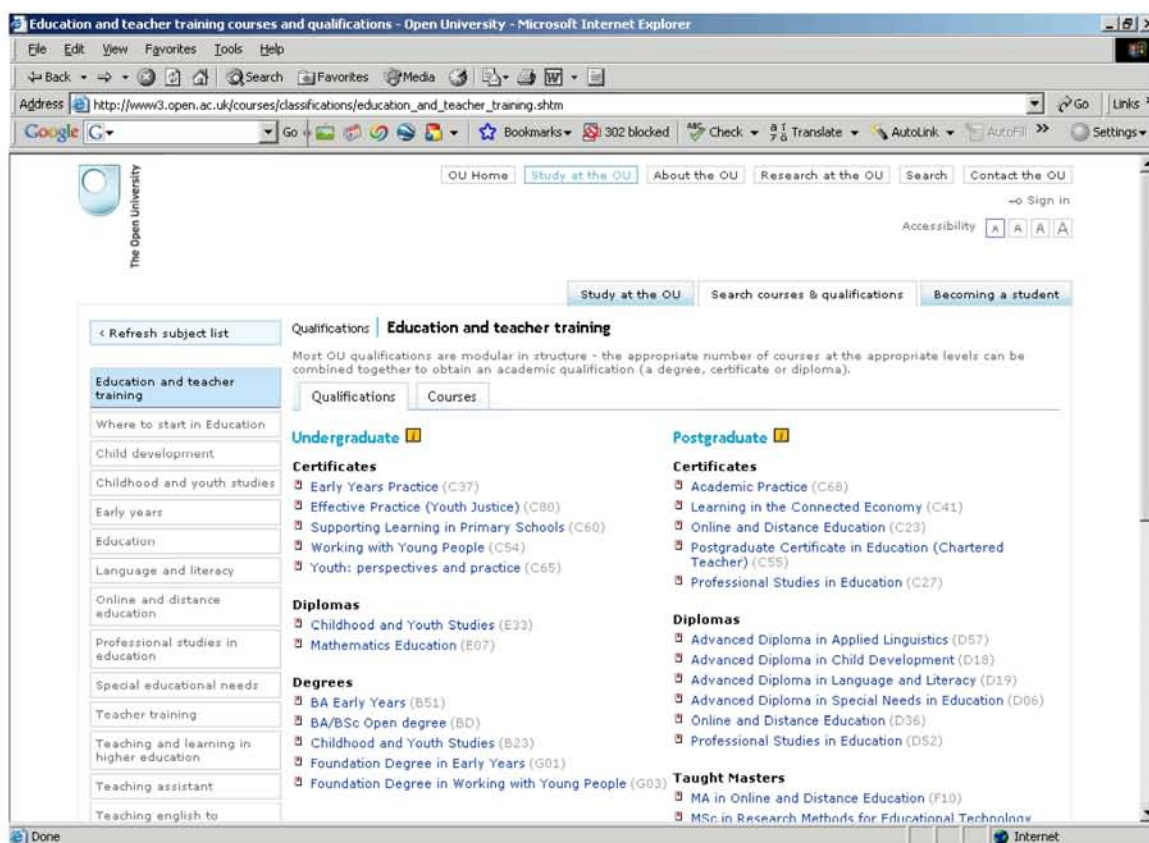 Education and teacher training courses and qualifications - Open University - Microsoft Internet Explorer
File Edit View Favorites Tools Help
Back Search Favorites Media
Address http://www3.open.ac.uk/courses/classifications/education_and_teacher_training.shtm Go Links
Google G Go Bookmarks 302 blocked Check Translate AutoLink AutoFill Settings
The Open University
OU Home Study at the OU About the OU Research at the OU Search Contact the OU
Sign in
Accessibility A A A A
Study at the OU Search courses & qualifications Becoming a student
< Refresh subject list
Education and teacher
training
Where to start in Education
Child development
Childhood and youth studies
Early years
Education
Language and literacy
Online and distance
education
Professional studies in
education
Special educational needs
Teacher training
Teaching and learning in
higher education
Teaching assistant
Teaching english to
Qualifications Education and teacher training
Most OU qualifications are modular in structure - the appropriate number of courses at the appropriate levels can be
combined together to obtain an academic qualification (a degree, certificate or diploma).
Qualifications Courses
Undergraduate i
Certificates
Early Years Practice (C37)
Effective Practice (Youth Justice) (C80)
Supporting Learning in Primary Schools (C60)
Working with Young People (C54)
Youth: perspectives and practice (C65)
Diplomas
Childhood and Youth Studies (E33)
Mathematics Education (E07)
Degrees
BA Early Years (B51)
BA/BSc Open degree (BD)
Childhood and Youth Studies (B23)
Foundation Degree in Early Years (G01)
Foundation Degree in Working with Young People (G03)
Postgraduate i
Certificates
Academic Practice (C68)
Learning in the Connected Economy (C41)
Online and Distance Education (C23)
Postgraduate Certificate in Education (Chartered
Teacher) (C55)
Professional Studies in Education (C27)
Diplomas
Advanced Diploma in Applied Linguistics (D57)
Advanced Diploma in Child Development (D18)
Advanced Diploma in Language and Literacy (D19)
Advanced Diploma in Special Needs in Education (D06)
Online and Distance Education (D36)
Professional Studies in Education (D52)
Taught Masters
MA in Online and Distance Education (F10)
MSc in Research Methods for Educational Technology
Done Internet